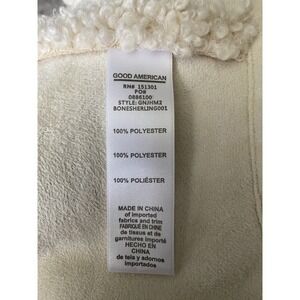 GOOD AMERICAN
RN# 151301
PO#
0886100
STYLE: GNJHM2
BONESHERLING001
100% POLYESTER
100% POLYESTER
100% POLIÉSTER
MADE IN CHINA
of imported
fabrics and trim
FABRIQUÉ EN CHINE
de tissus et de
garnitures importés
HECHO EN
CHINA
de tela y adornos
importados